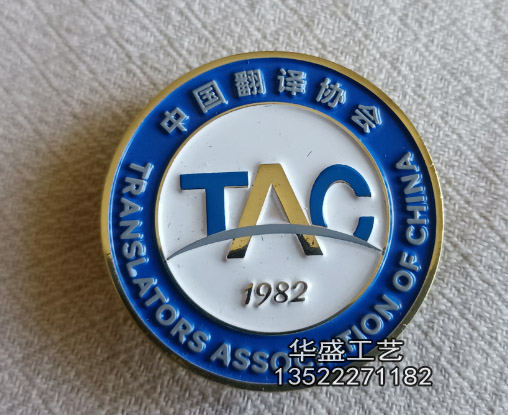 中国翻译协会
TAC
1982
TRANSLATORS ASSOCIATION OF CHINA
华盛工艺
13522271182